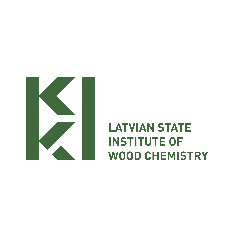 LATVIAN STATE
INSTITUTE OF
WOOD CHEMISTRY